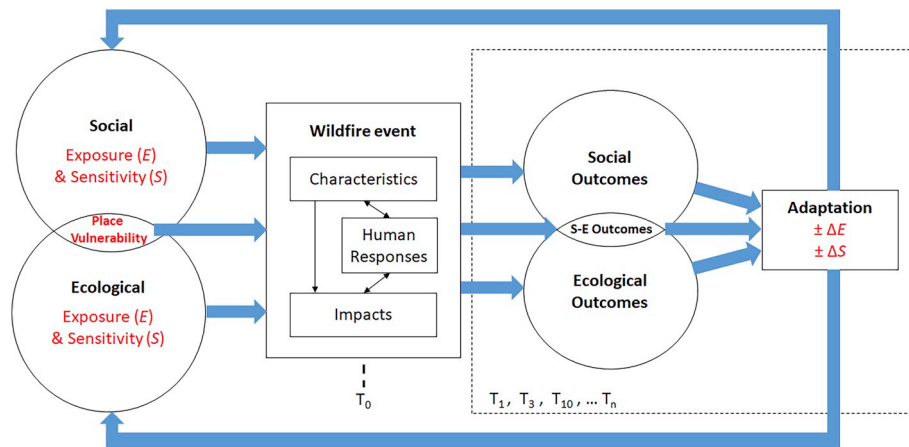 Social
Exposure (E)
& Sensitivity (S)
Place
Vulnerability
Ecological
Exposure (E)
& Sensitivity (S)
Wildfire event
Characteristics
Human
Responses
Impacts
T0
Social
Outcomes
S-E Outcomes
Ecological
Outcomes
T1 , T3 , T10 , ... Tn
Adaptation
± ΔE
± ΔS